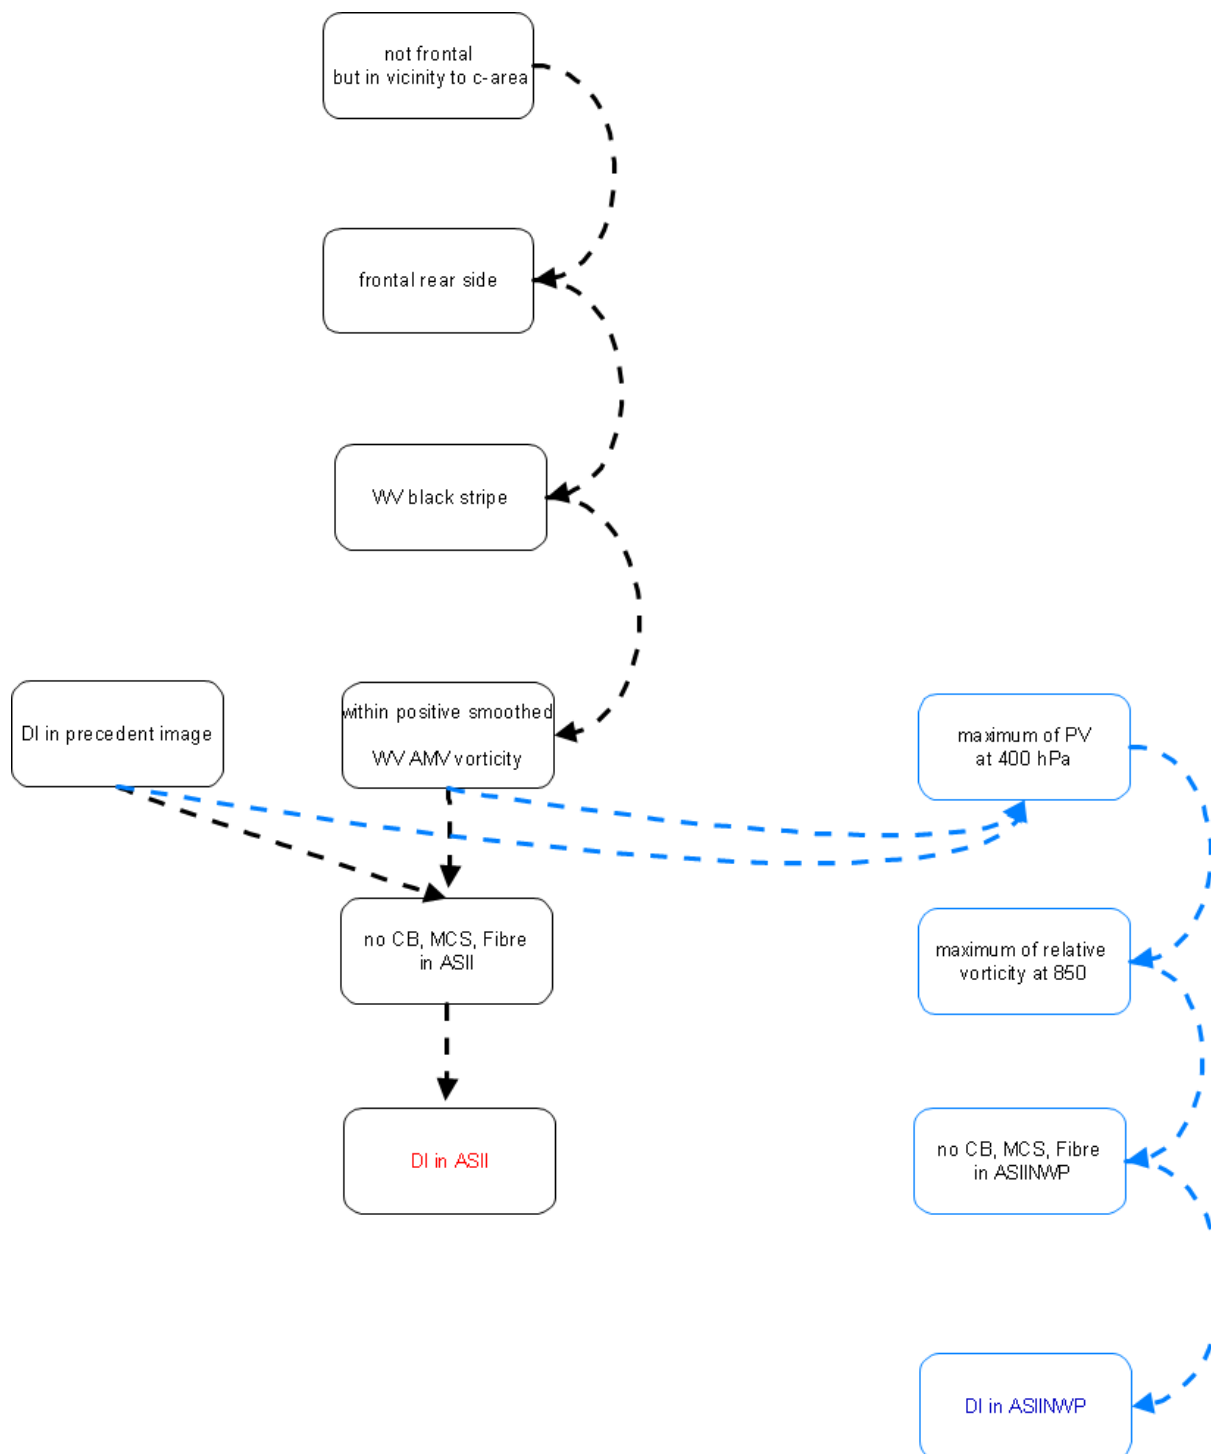 not frontal
but in vicinity to c-area
frontal rear side
WV black stripe
DI in precedent image
within positive smoothed
WV AMV vorticity
maximum of PV
at 400 hPa
no CB, MCS, Fibre
in ASII
maximum of relative
vorticity at 850
DI in ASII
no CB, MCS, Fibre
in ASIINWP
DI in ASIINWP